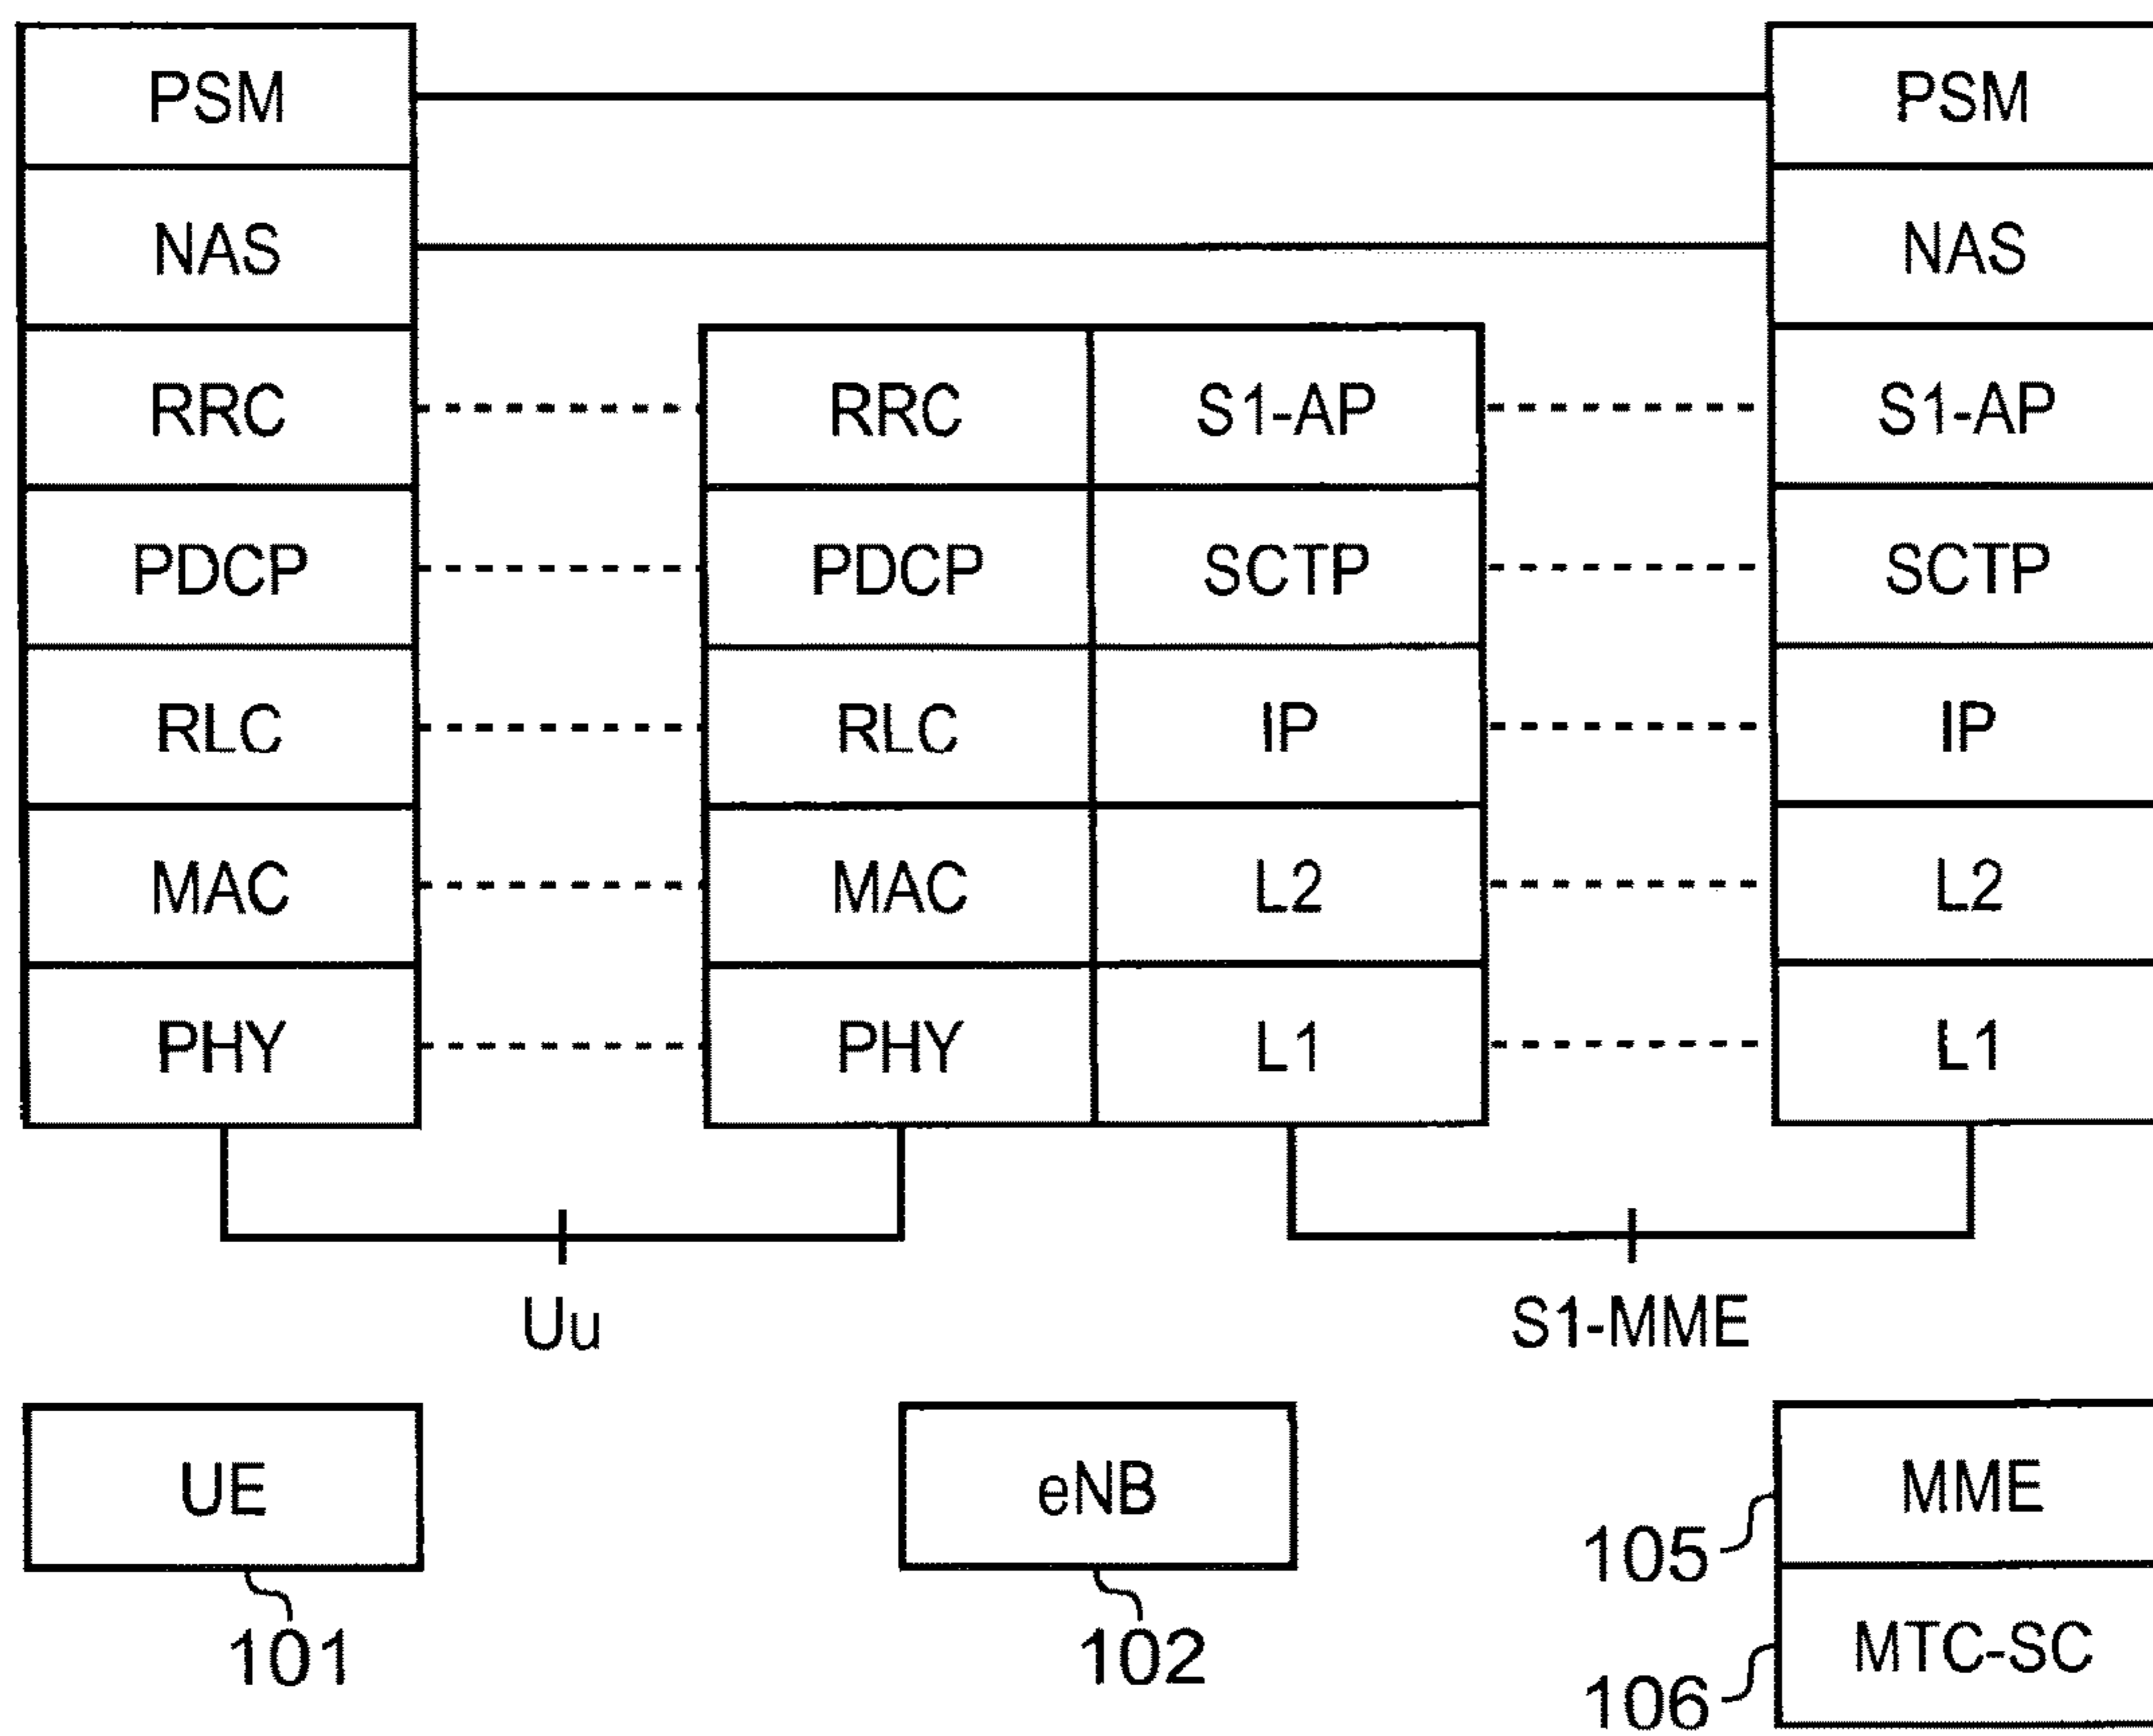 PSM PSM
NAS NAS
RRC RRC S1-AP S1-AP
PDCP PDCP SCTP SCTP
RLC RLC IP IP
MAC MAC L2 L2
PHY PHY L1 L1
Uu S1-MME
UE eNB MME
105
101 102 MTC-SC
106